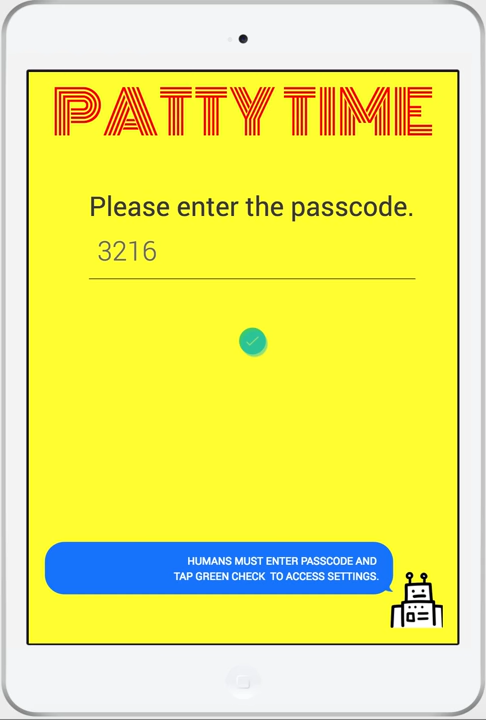 PATTY TIME
Please enter the passcode.
3216
HUMANS MUST ENTER PASSCODE AND
TAP GREEN CHECK TO ACCESS SETTINGS.